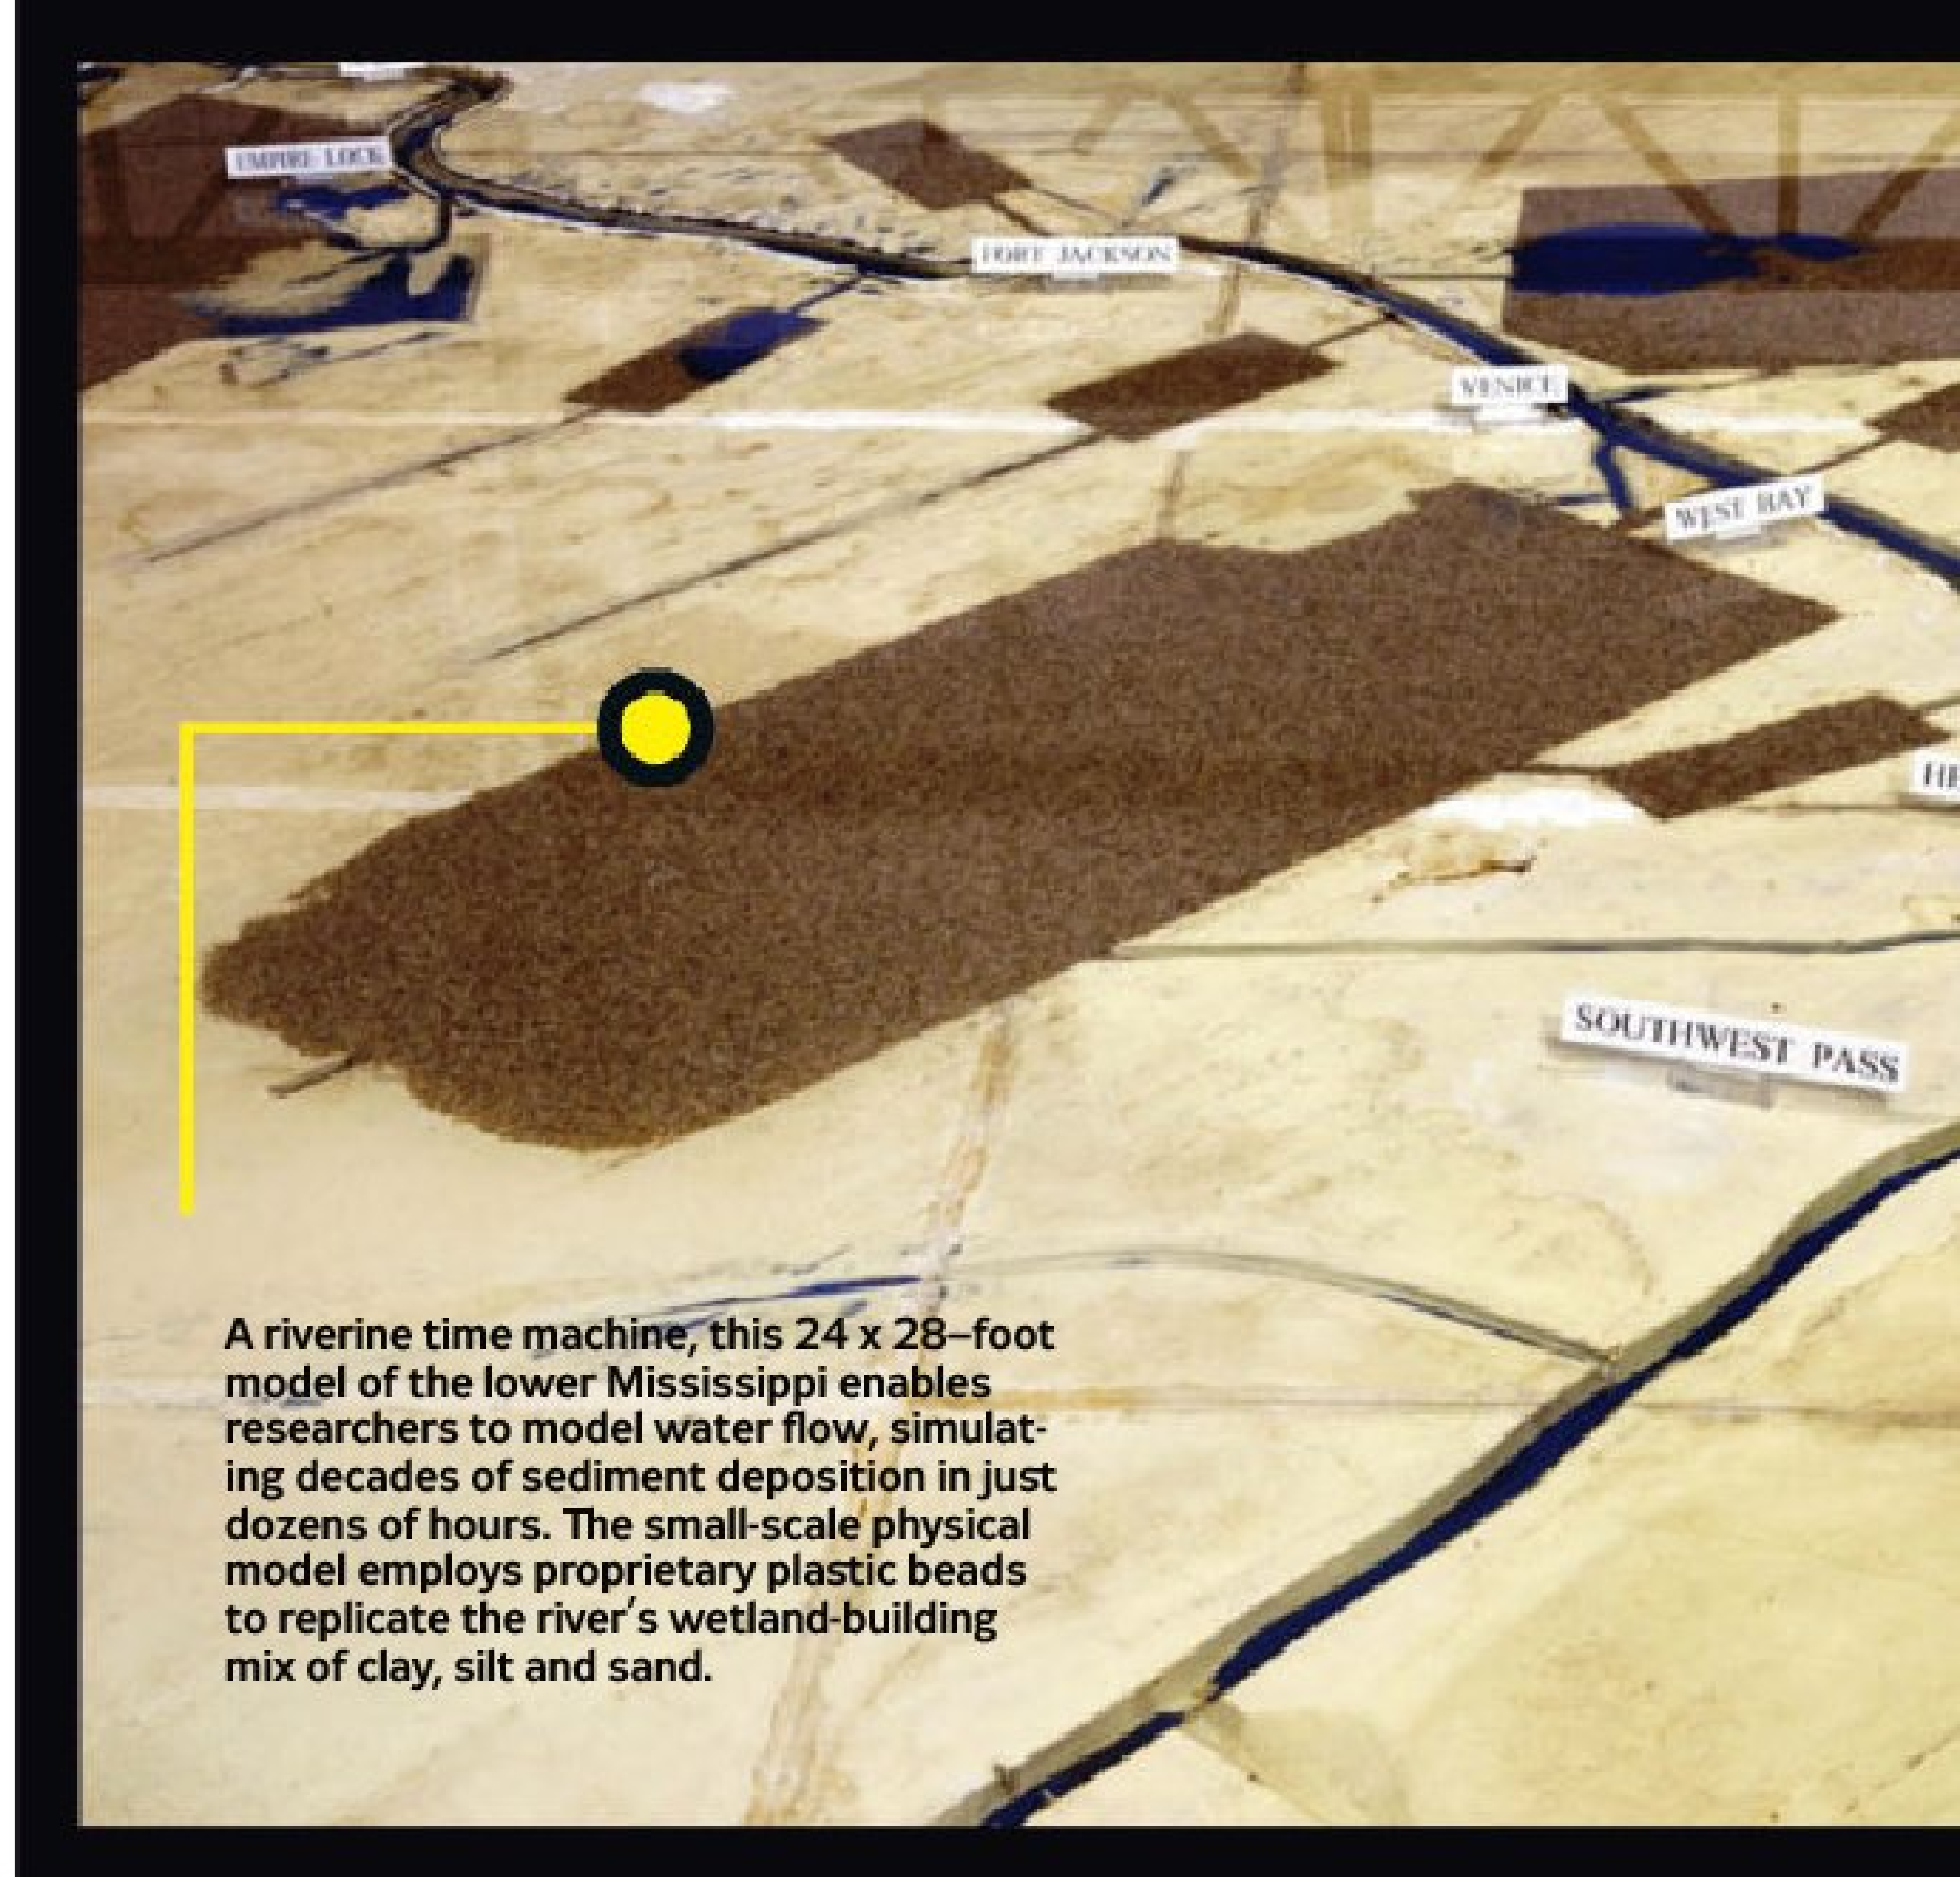 EMPIRE LOCK
FORT JACKSON
VENICE
WEST BAY
SOUTHWEST PASS
A riverine time machine, this 24 x 28–foot
model of the lower Mississippi enables
researchers to model water flow, simulat-
ing decades of sediment deposition in just
dozens of hours. The small-scale physical
model employs proprietary plastic beads
to replicate the river's wetland-building
mix of clay, silt and sand.